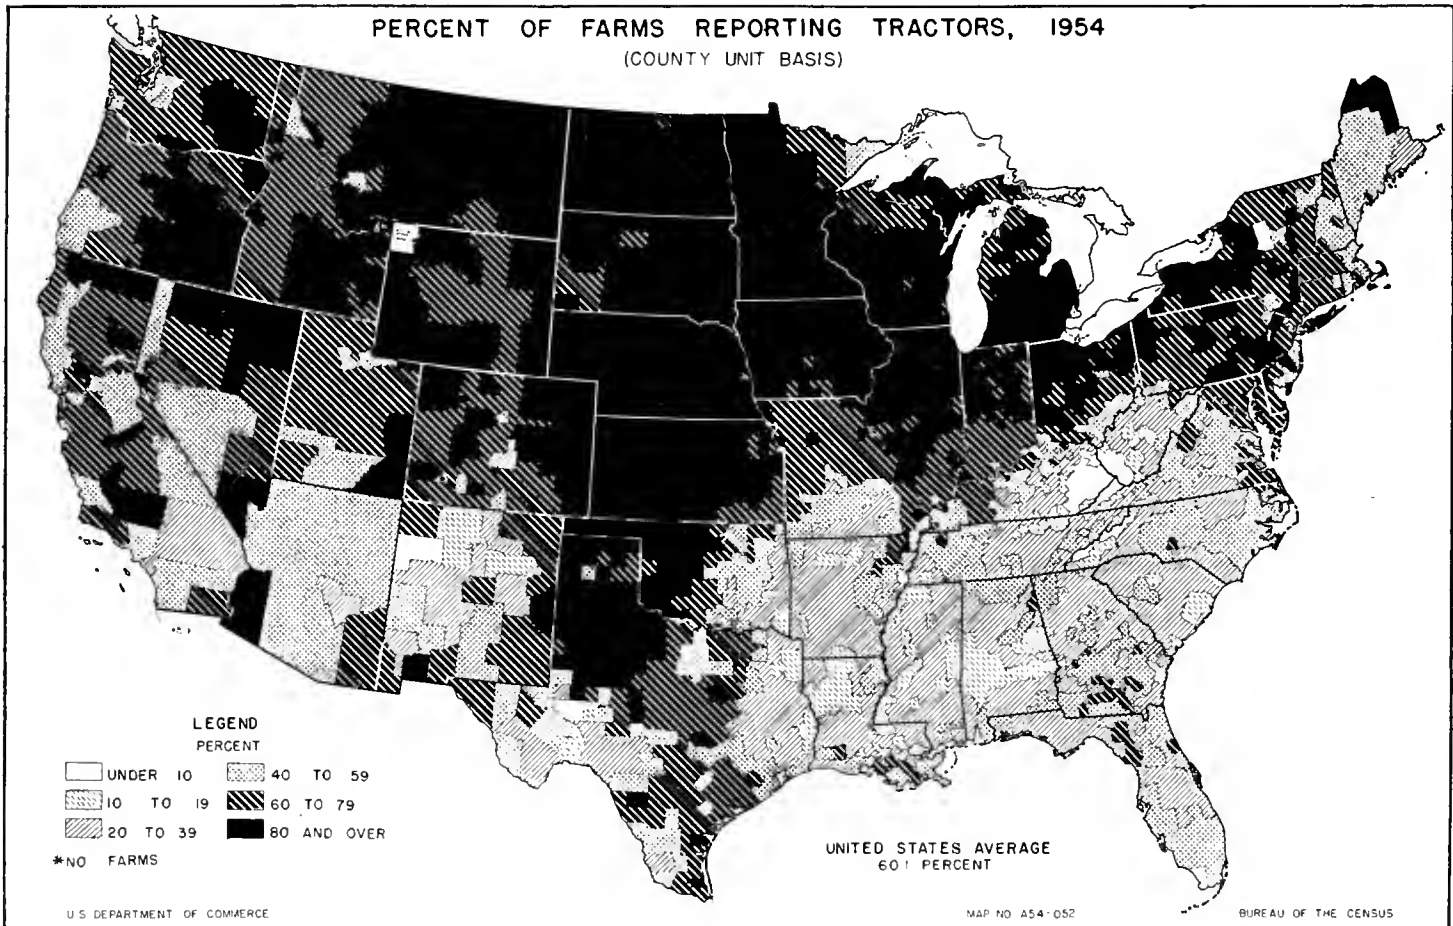 PERCENT OF FARMS REPORTING TRACTORS, 1954
(COUNTY UNIT BASIS)
LEGEND
PERCENT
UNDER 10
10 TO 19
20 TO 39
40 TO 59
60 TO 79
80 AND OVER
*NO FARMS
UNITED STATES AVERAGE
60 1 PERCENT
U S DEPARTMENT OF COMMERCE
MAP NO A54-052
BUREAU OF THE CENSUS